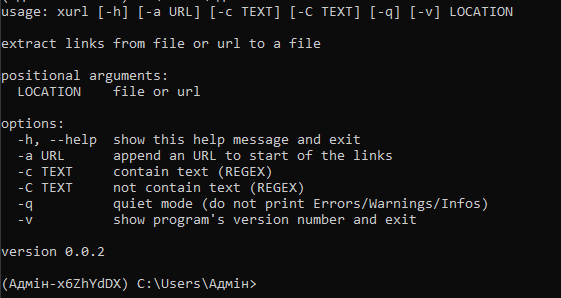 usage: xurl [-h] [-a URL] [-c TEXT] [-C TEXT] [-q] [-v] LOCATION
extract links from file or url to a file
positional arguments:
  LOCATION    file or url
options:
  -h, --help  show this help message and exit
  -a URL      append an URL to start of the links
  -c TEXT     contain text (REGEX)
  -C TEXT     not contain text (REGEX)
  -q          quiet mode (do not print Errors/Warnings/Infos)
  -v          show program's version number and exit
version 0.0.2
(Адмін-x6ZhYdDX) C:\Users\Адмін>